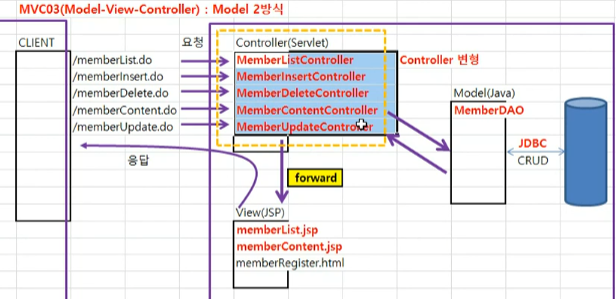 MVC03(Model-View-Controller) : Model 2방식
CLIENT
요청
Controller(Servlet)
/memberList.do
MemberListController
Controller 변형
/memberInsert.do
MemberInsertController
/memberDelete.do
MemberDeleteController
Model(Java)
/memberContent.do
MemberContentController
MemberDAO
/memberUpdate.do
MemberUpdateController
JDBC
응답
CRUD
forward
View(JSP)
memberList.jsp
memberContent.jsp
memberRegister.html